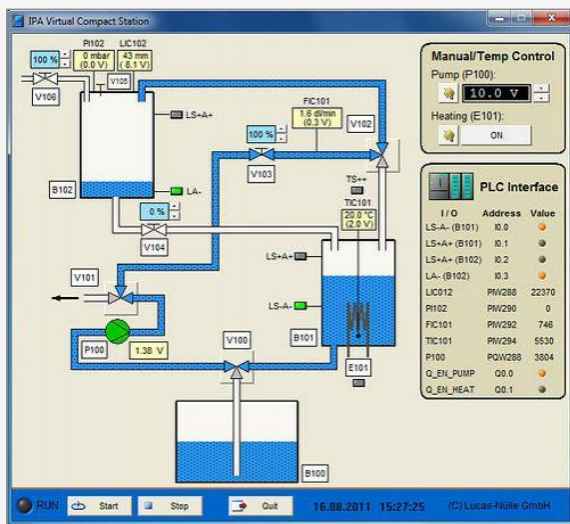 IPA Virtual Compact Station
PI102 LIC102
100 % 0 mbar 43 mm
(0.0 V) (8.1 V)
V105
V106
LS+A+
B102
LA-
0 %
V104
FIC101
1.6 dl/min
(0.3 V)
V102
100 %
V103
TS++
TIC101
20.0 °C
(2.0 V)
LS+A+
LS-A-
V101
P100 1.38 V
V100
B101
E101
B100
Manual/Temp Control
Pump (P100):
10.0 V
Heating (E101):
ON
PLC Interface
I / O Address Value
LS-A- (B101) I0.0
LS+A+ (B101) I0.1
LS+A+ (B102) I0.2
LA- (B102) I0.3
LIC012 PIW288 22370
PI102 PIW290 0
FIC101 PIW292 746
TIC101 PIW294 5530
P100 PQW288 3804
Q_EN_PUMP Q0.0
Q_EN_HEAT Q0.1
RUN Start Stop Quit 16.08.2011 15:27:25 (C) Lucas-Nülle GmbH